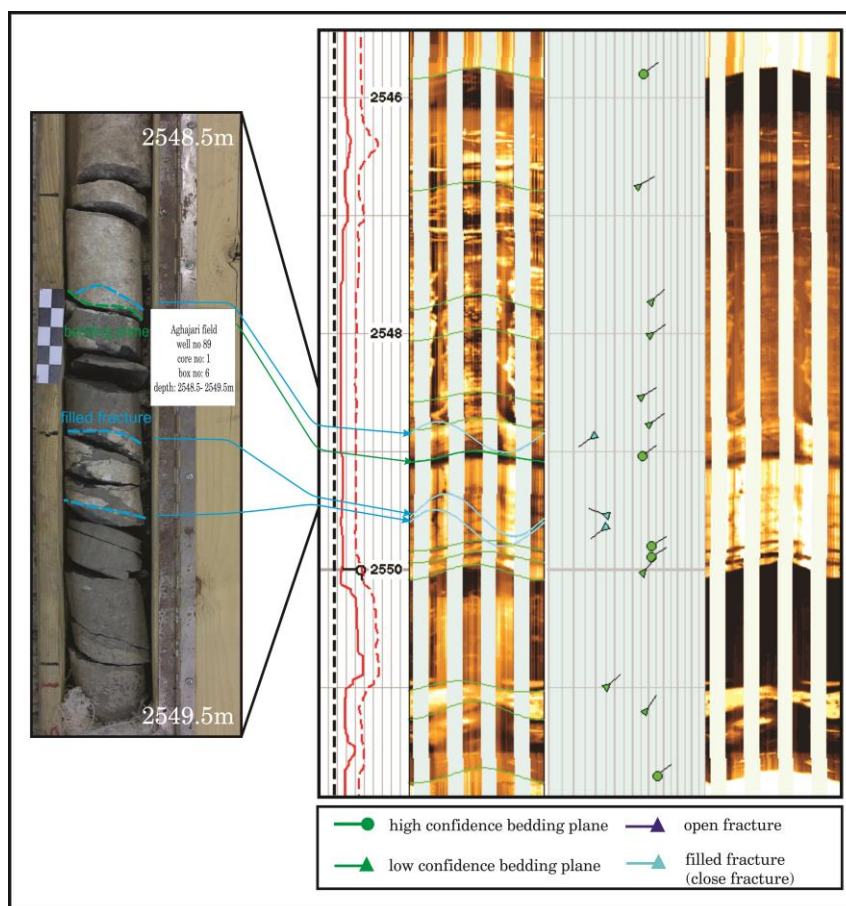 2548.5m
bedding plane
Aghajari field
well no 89
core no: 1
box no: 6
depth: 2548.5- 2549.5m
filled fracture
2549.5m
2546
2548
2550
high confidence bedding plane
open fracture
low confidence bedding plane
filled fracture
(close fracture)